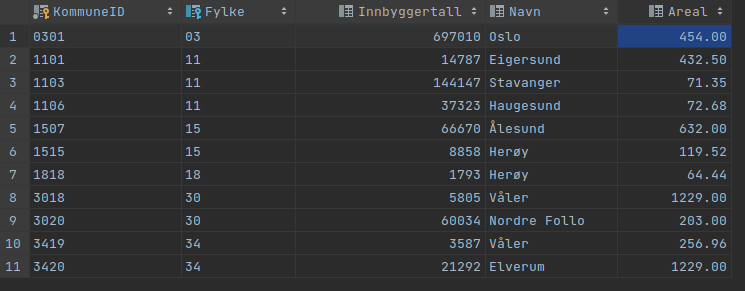 KommuneID Fylke Innbyggertall Navn Areal
1 0301 03 697010 Oslo 454.00
2 1101 11 14787 Eigersund 432.50
3 1103 11 144147 Stavanger 71.35
4 1106 11 37323 Haugesund 72.68
5 1507 15 66670 Ålesund 632.00
6 1515 15 8858 Herøy 119.52
7 1818 18 1793 Herøy 64.44
8 3018 30 5805 Våler 1229.00
9 3020 30 60034 Nordre Follo 203.00
10 3419 34 3587 Våler 256.96
11 3420 34 21292 Elverum 1229.00